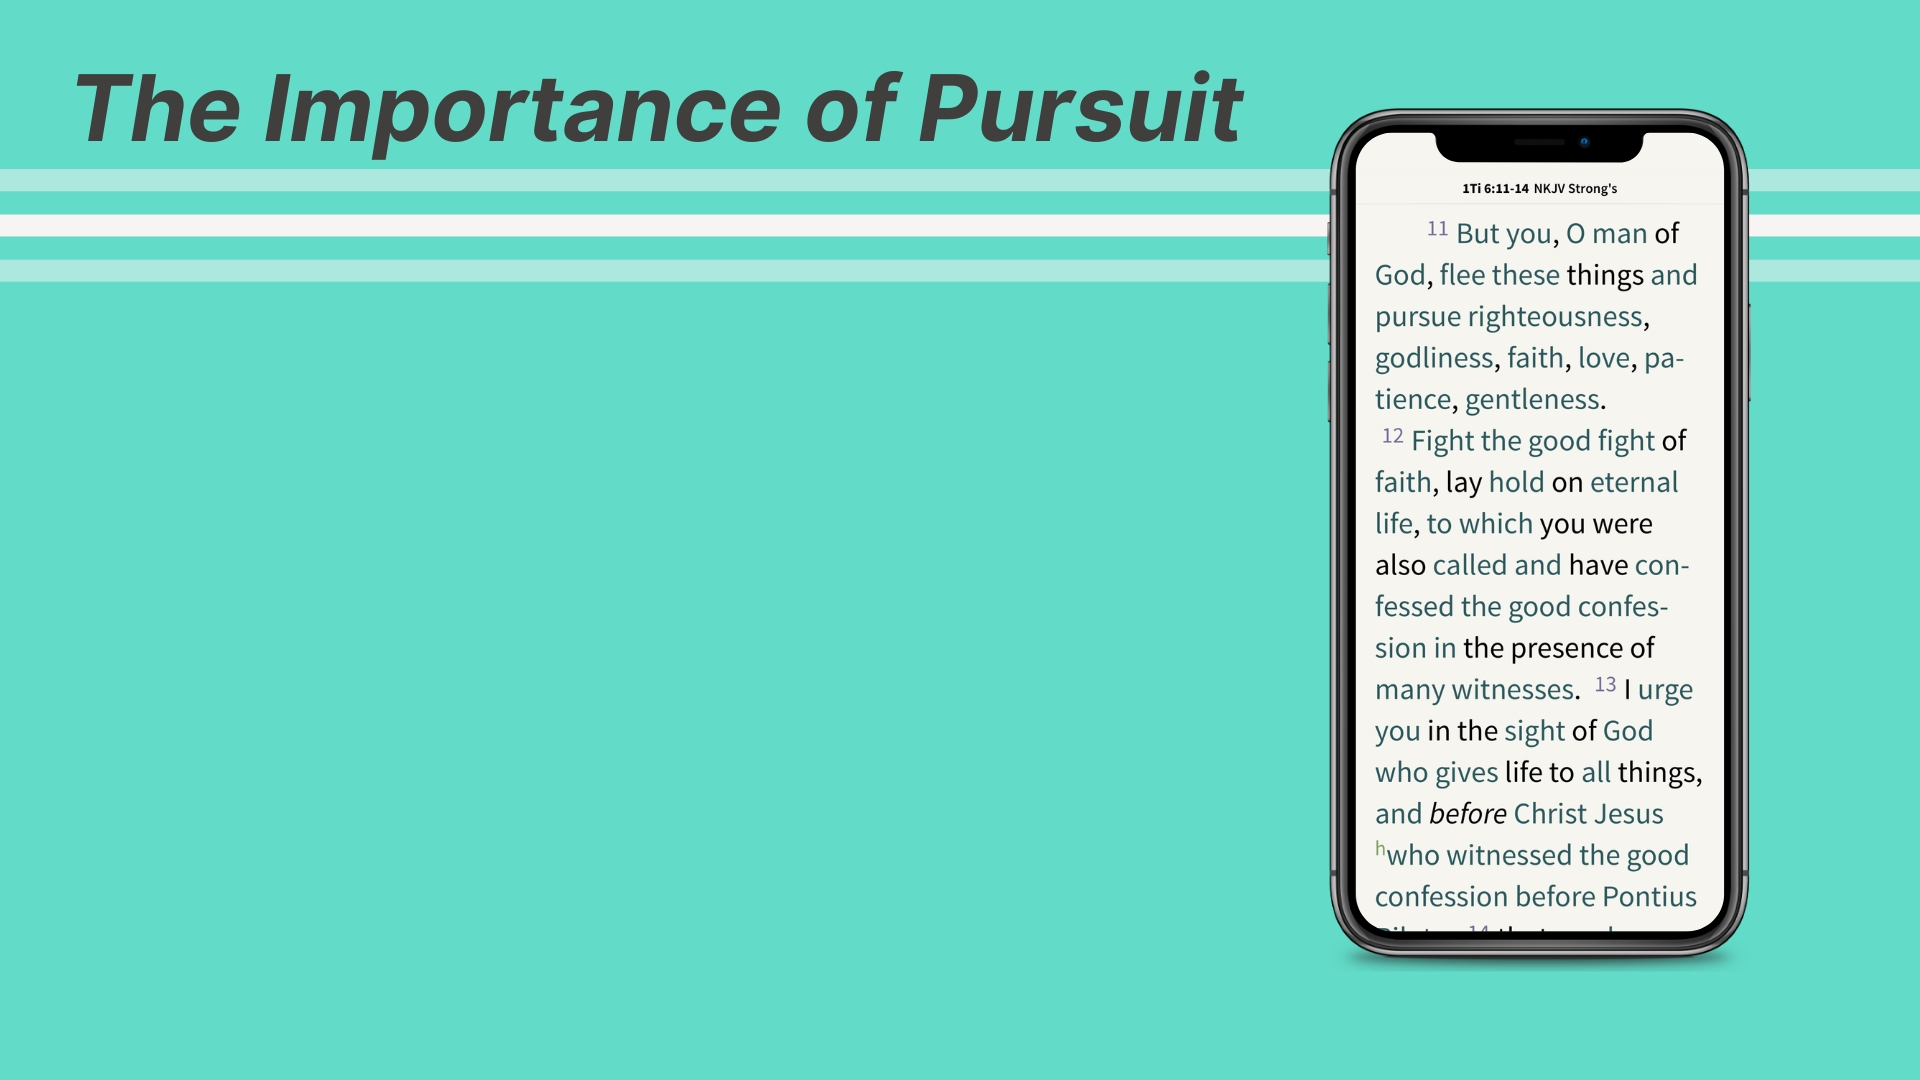 The Importance of Pursuit
1Ti 6:11-14 NKJV Strong's
11 But you, O man of
God, flee these things and
pursue righteousness,
godliness, faith, love, pa-
tience, gentleness.
12 Fight the good fight of
faith, lay hold on eternal
life, to which you were
also called and have con-
fessed the good confes-
sion in the presence of
many witnesses. 13 I urge
you in the sight of God
who gives life to all things,
and before Christ Jesus
hwho witnessed the good
confession before Pontius